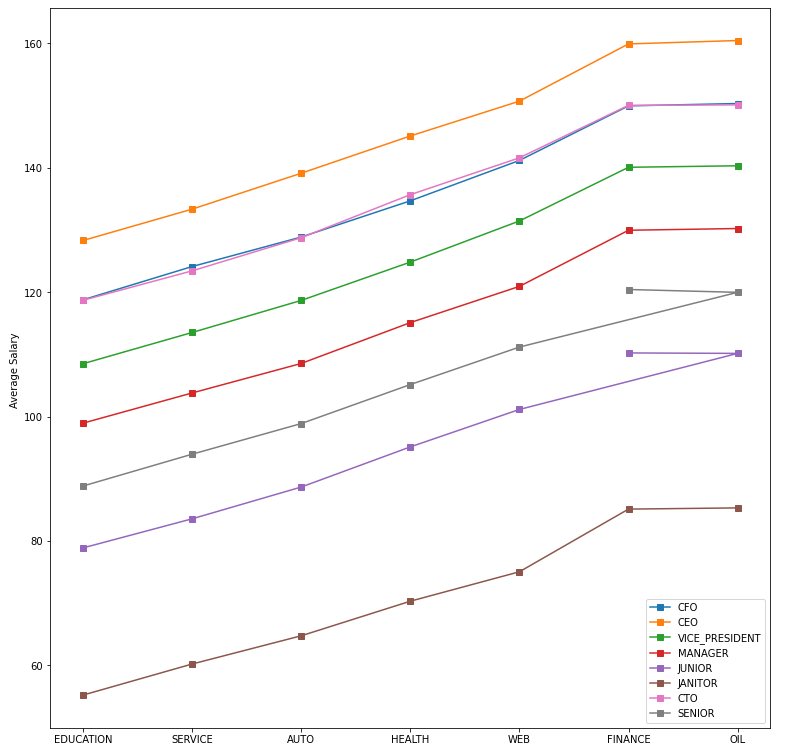 160
140
120
100
80
60
Average Salary
EDUCATION
SERVICE
AUTO
HEALTH
WEB
FINANCE
OIL
CFO
CEO
VICE_PRESIDENT
MANAGER
JUNIOR
JANITOR
CTO
SENIOR